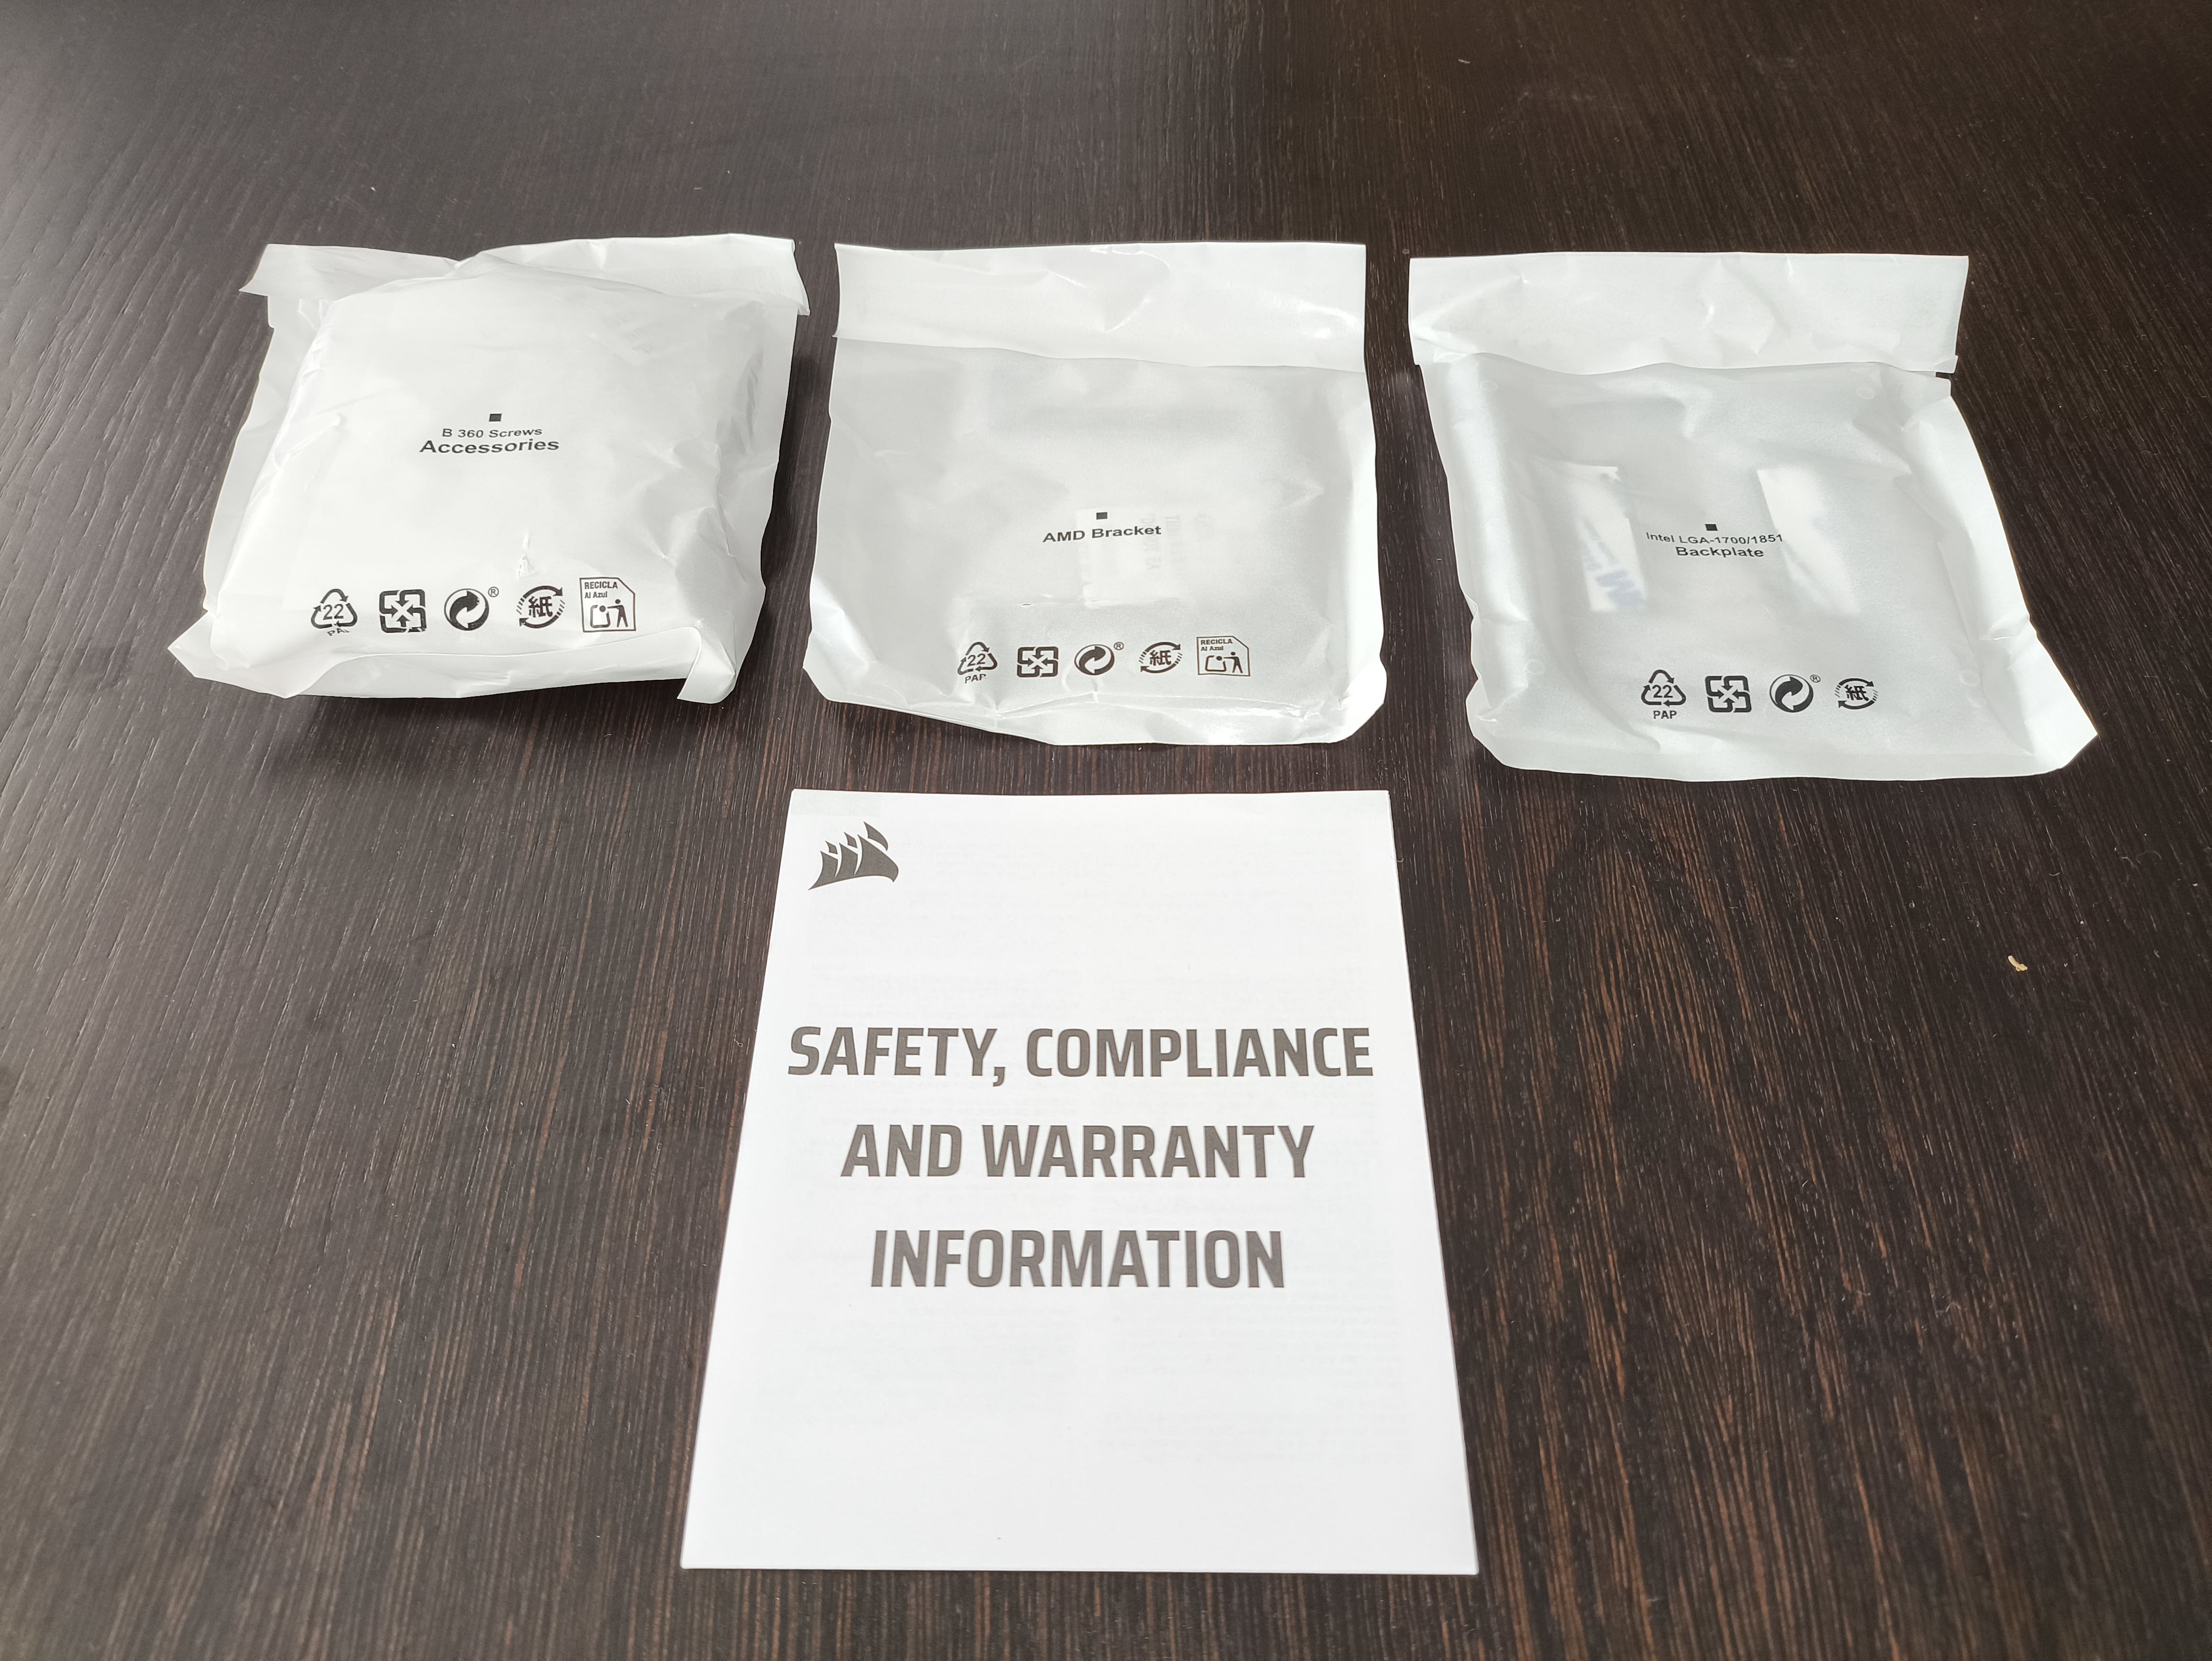 B 360 Screws
Accessories
22
PAP
®
紙
RECICLA
Al Azul
AMD Bracket
22
PAP
®
紙
RECICLA
Al Azul
Intel LGA-1700/1851
Backplate
22
PAP
®
紙
SAFETY, COMPLIANCE
AND WARRANTY
INFORMATION